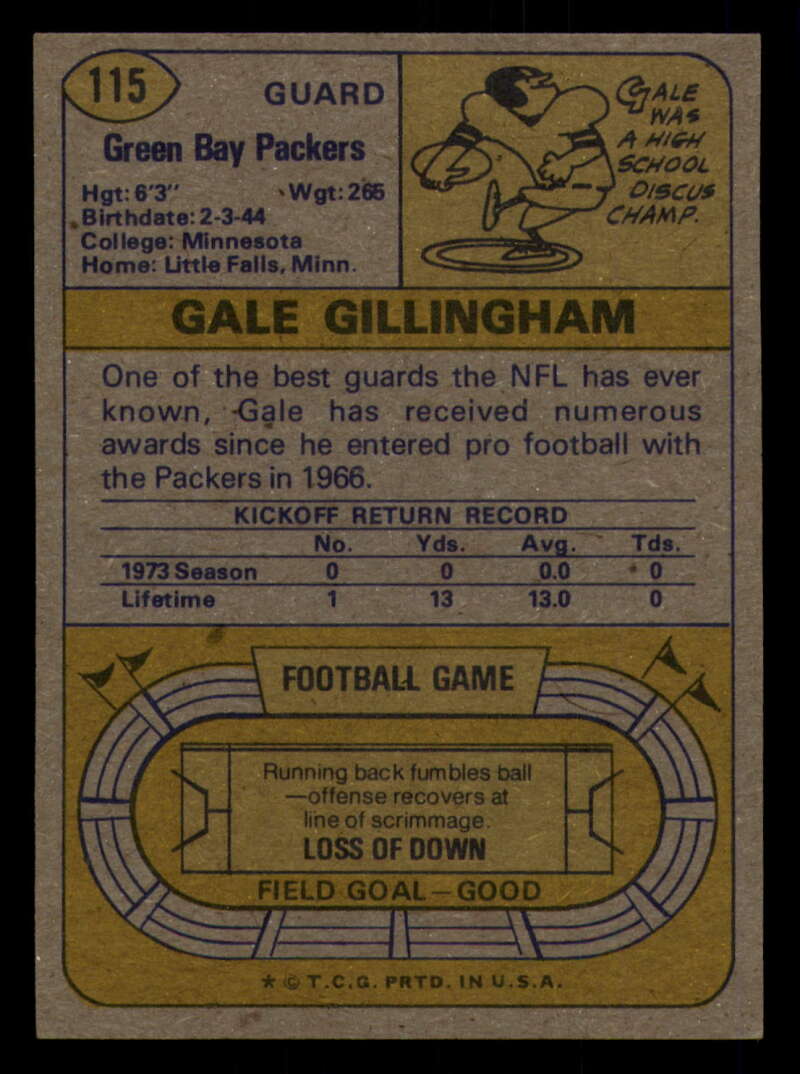 115
GUARD
Green Bay Packers
Hgt: 6'3" Wgt: 265
Birthdate: 2-3-44
College: Minnesota
Home: Little Falls, Minn.
GALE
WAS
A HIGH
SCHOOL
DISCUS
CHAMP.
GALE GILLINGHAM
One of the best guards the NFL has ever
known, Gale has received numerous
awards since he entered pro football with
the Packers in 1966.
KICKOFF RETURN RECORD
No. Yds. Avg. Tds.
1973 Season 0 0 0.0 0
Lifetime 1 13 13.0 0
FOOTBALL GAME
Running back fumbles ball
—offense recovers at
line of scrimmage.
LOSS OF DOWN
FIELD GOAL—GOOD
* © T.C.G. PRTD. IN U.S.A.